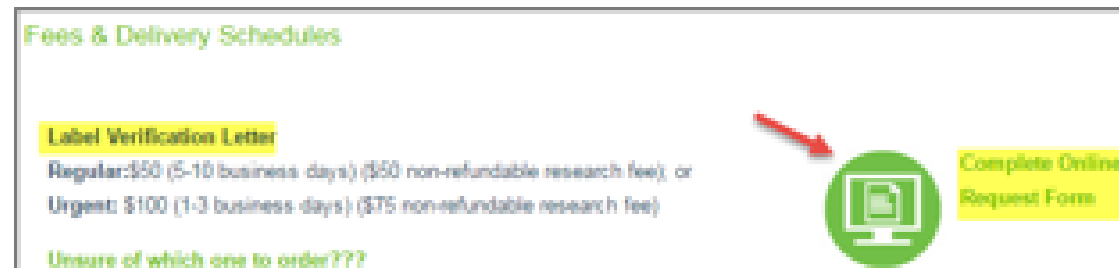 Fees & Delivery Schedules
Label Verification Letter
Regular:$50 (5-10 business days) ($50 non-refundable research fee); or
Urgent: $100 (1-3 business days) ($75 non-refundable research fee)
Complete Online
Request Form
Unsure of which one to order???